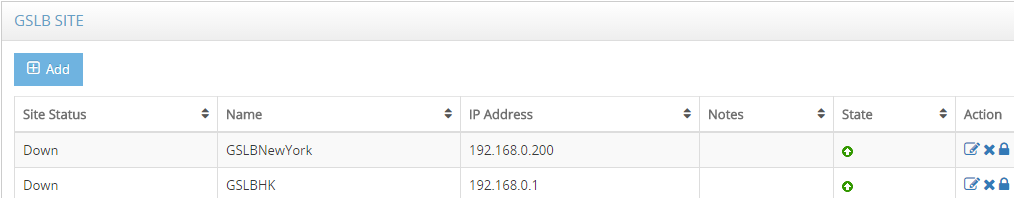 GSLB SITE
Add
Site Status Name IP Address Notes State Action
Down GSLBNewYork 192.168.0.200
Down GSLBHK 192.168.0.1